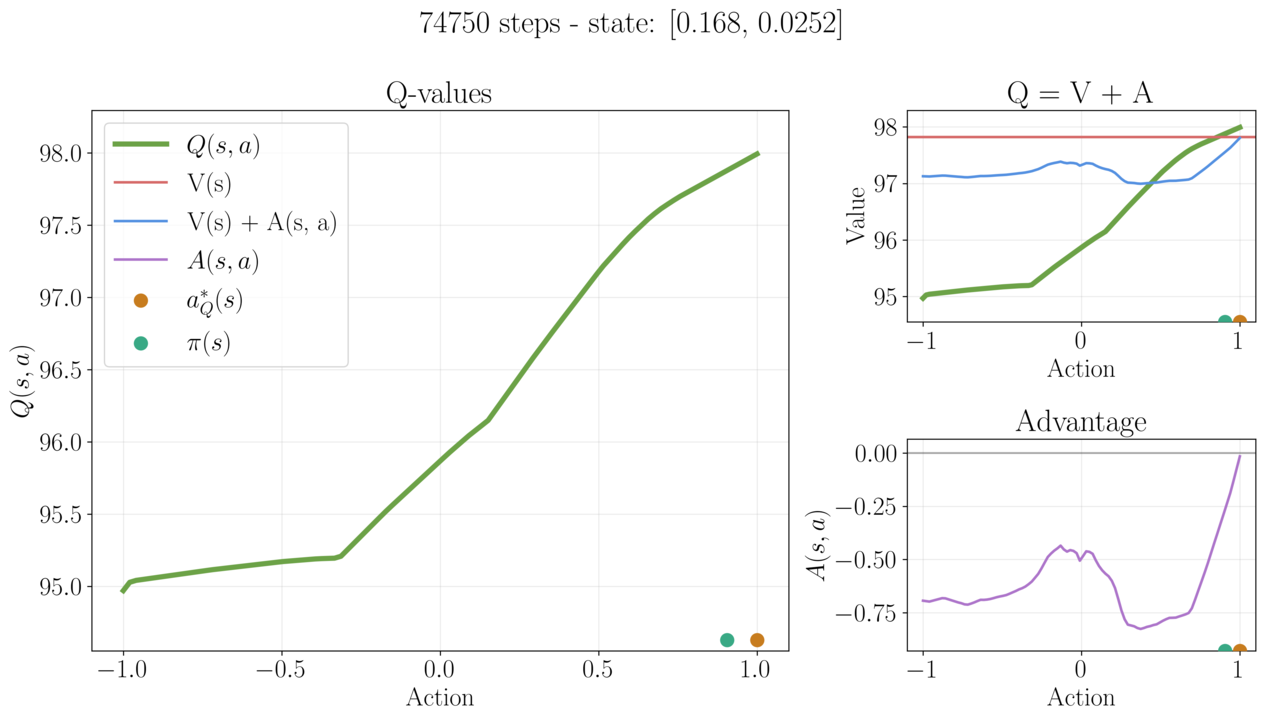 74750 steps - state: [0.168, 0.0252]
Q-values
Q(s, a)
98.0
97.5
97.0
96.5
96.0
95.5
95.0
Q(s, a)
V(s)
V(s) + A(s, a)
A(s, a)
a*_Q(s)
π(s)
−1.0 −0.5 0.0 0.5 1.0
Action
Q = V + A
Value
98
97
96
95
−1 0 1
Action
Advantage
A(s, a)
0.00
−0.25
−0.50
−0.75
−1 0 1
Action